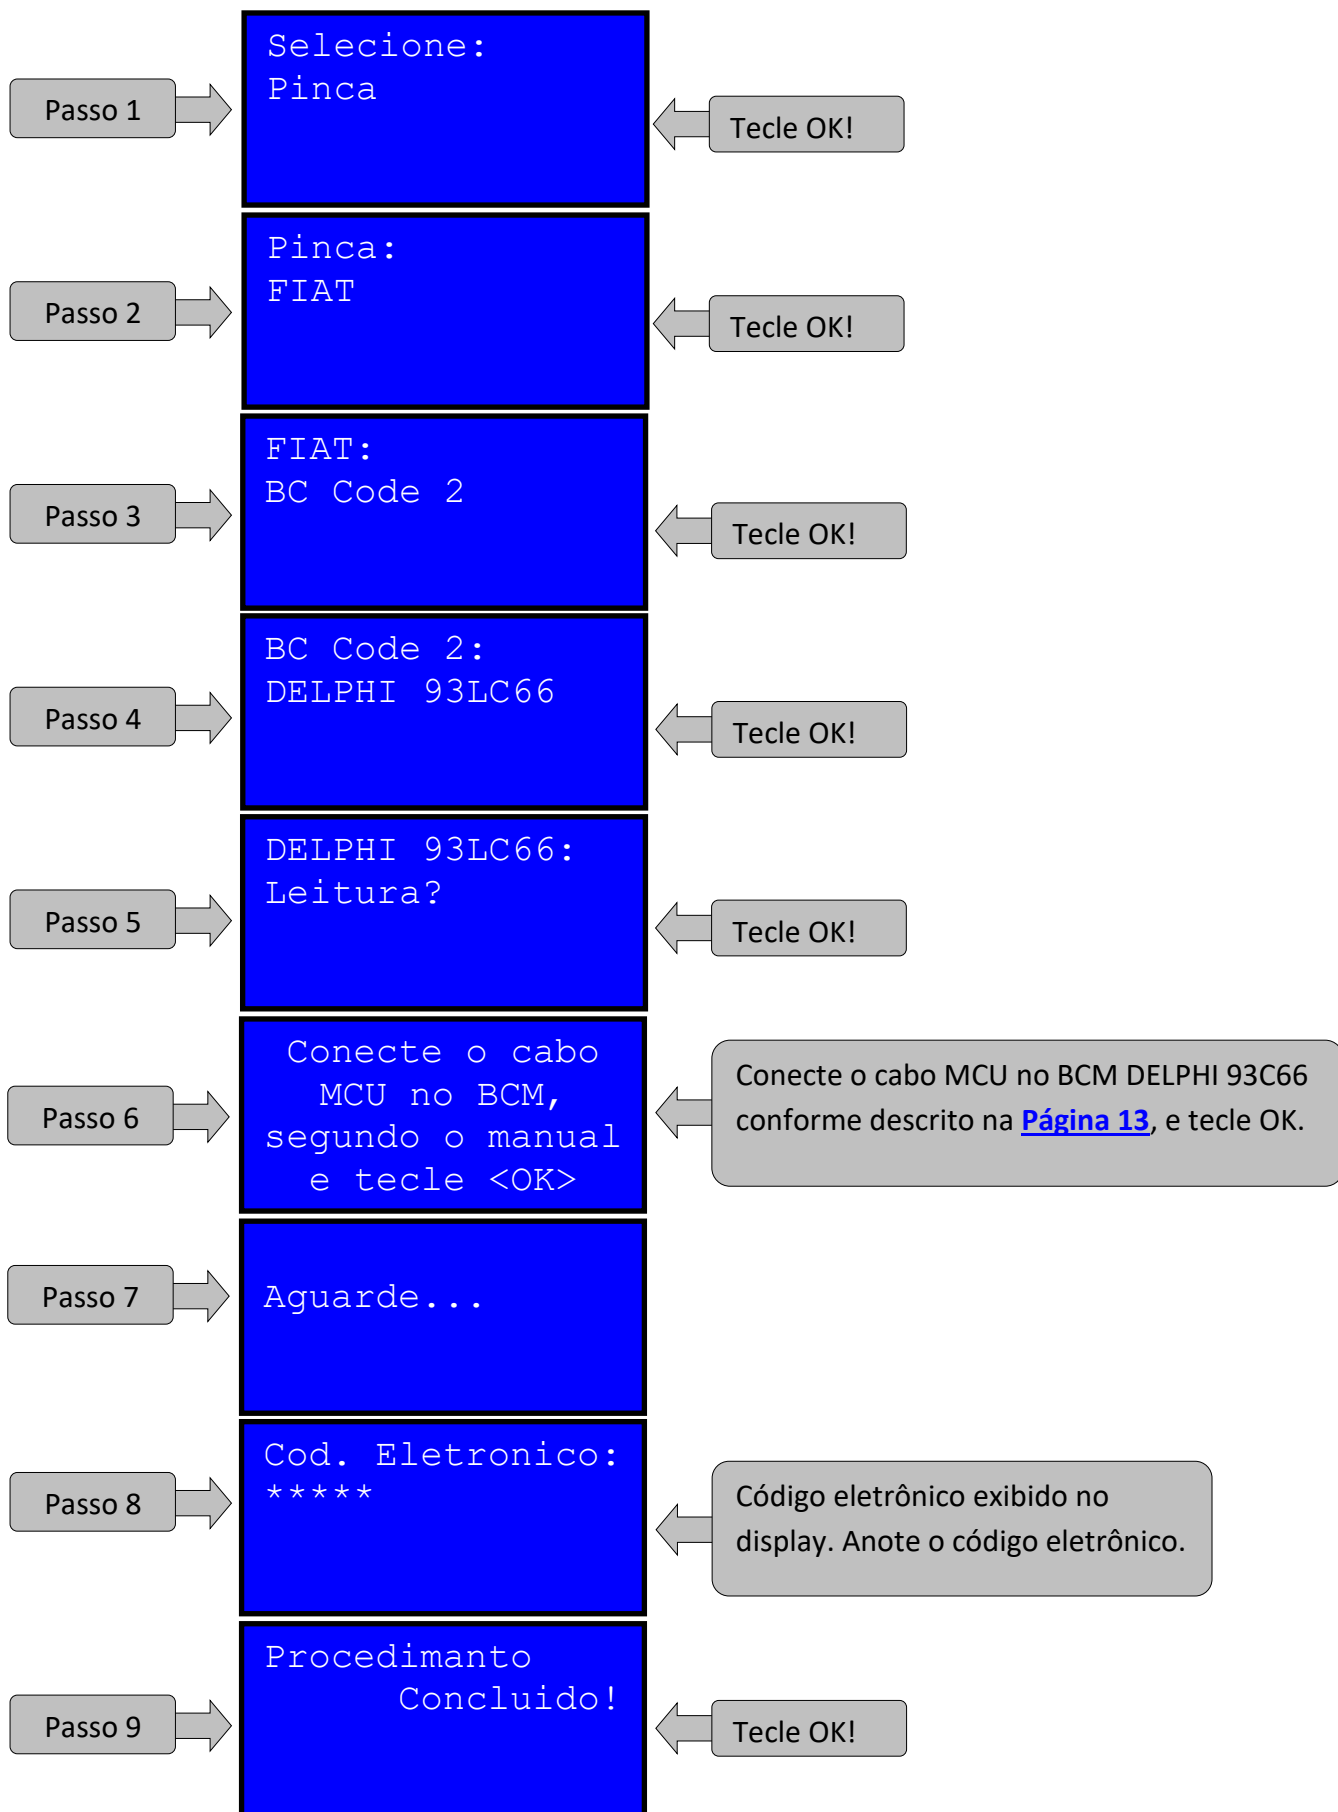 Passo 1
Selecione:
Pinca
Tecle OK!
Passo 2
Pinca:
FIAT
Tecle OK!
Passo 3
FIAT:
BC Code 2
Tecle OK!
Passo 4
BC Code 2:
DELPHI 93LC66
Tecle OK!
Passo 5
DELPHI 93LC66:
Leitura?
Tecle OK!
Passo 6
Conecte o cabo
MCU no BCM,
segundo o manual
e tecle <OK>
Conecte o cabo MCU no BCM DELPHI 93C66
conforme descrito na Página 13, e tecle OK.
Passo 7
Aguarde...
Passo 8
Cod. Eletronico:
*****
Código eletrônico exibido no
display. Anote o código eletrônico.
Passo 9
Procedimanto
Concluido!
Tecle OK!